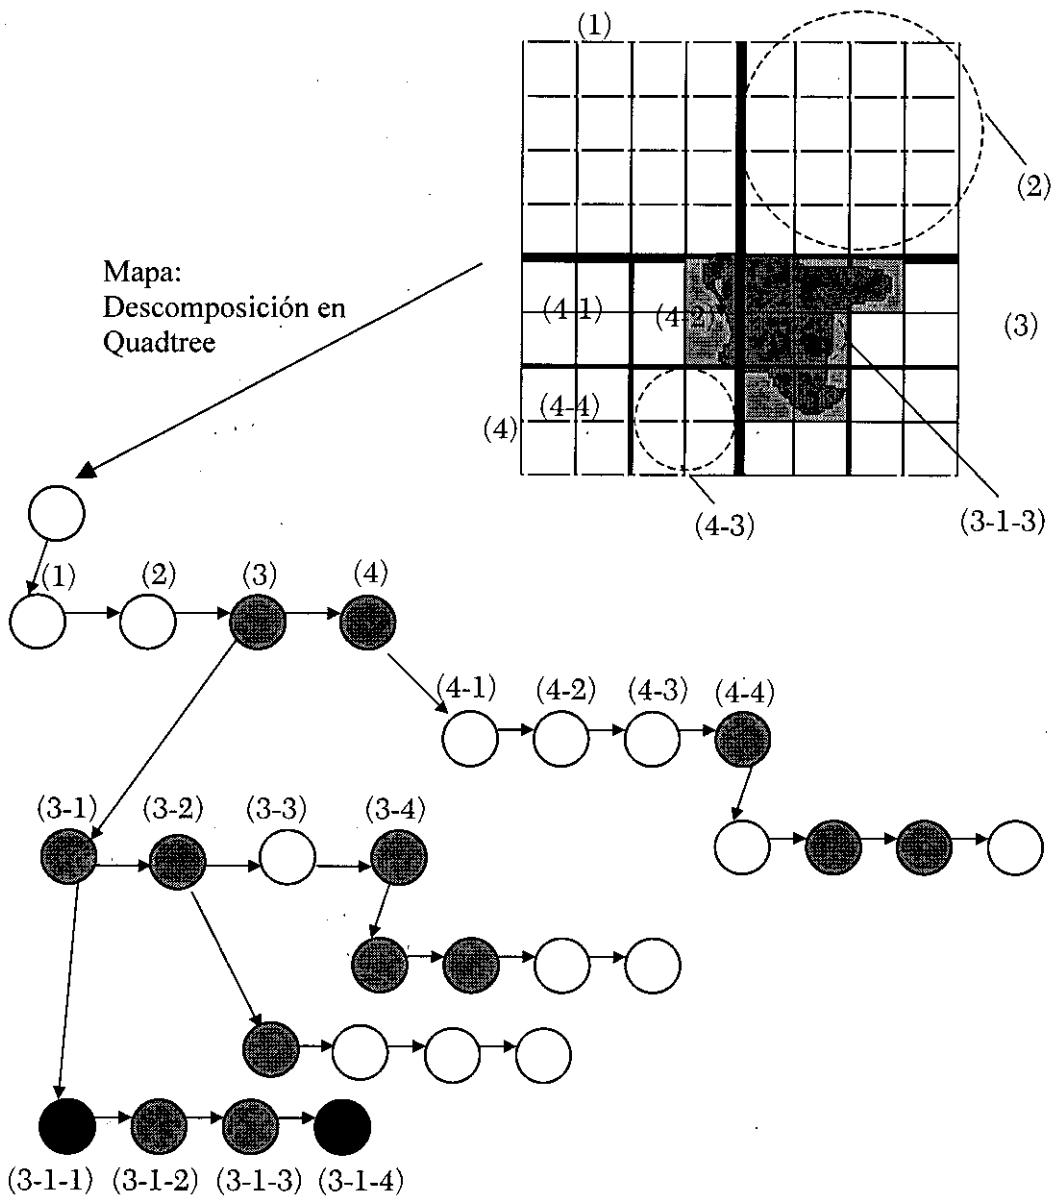 (1)
(2)
Mapa:
Descomposición en
Quadtree
(4-1) (4-2) (3)
(4-4)
(4)
(4-3) (3-1-3)
(1) (2) (3) (4)
(4-1) (4-2) (4-3) (4-4)
(3-1) (3-2) (3-3) (3-4)
(3-1-1) (3-1-2) (3-1-3) (3-1-4)